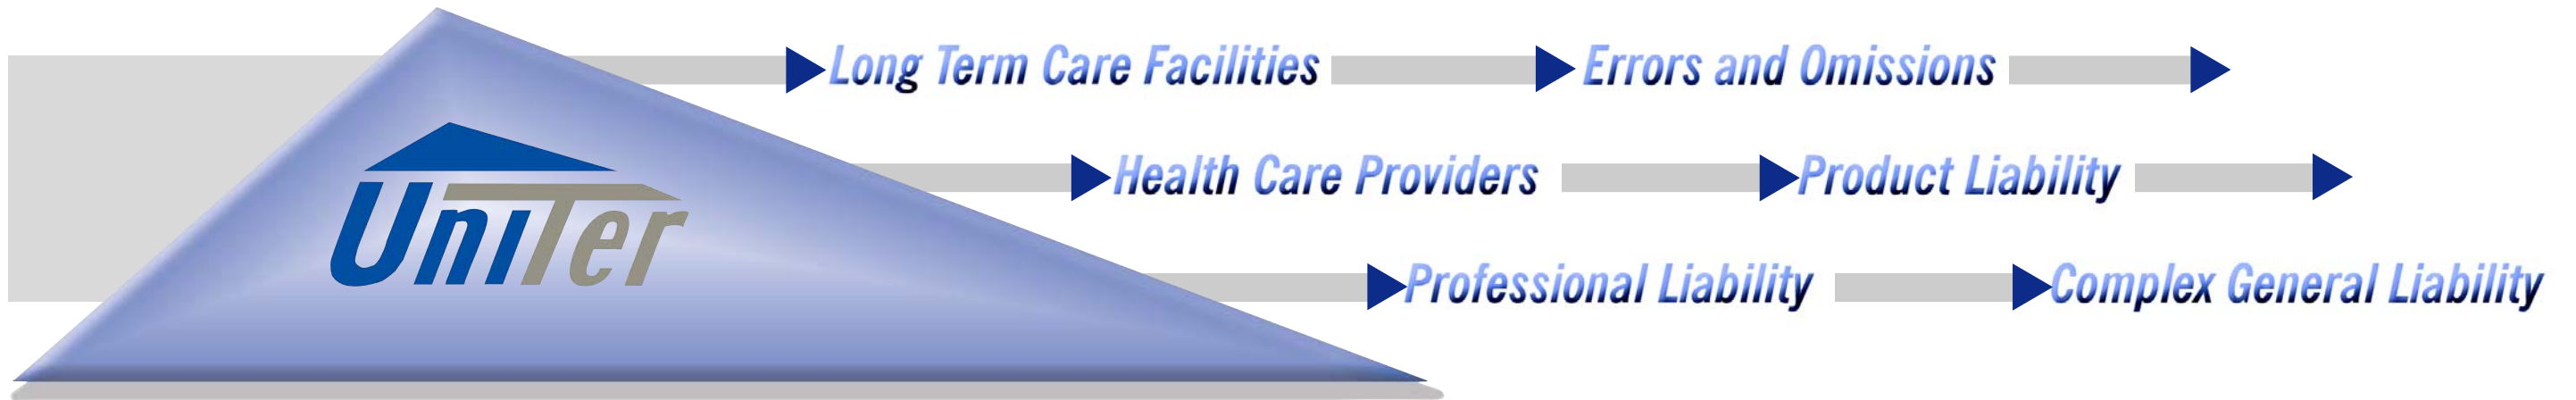 Long Term Care Facilities Errors and Omissions
UniTer
Health Care Providers Product Liability
Professional Liability Complex General Liability